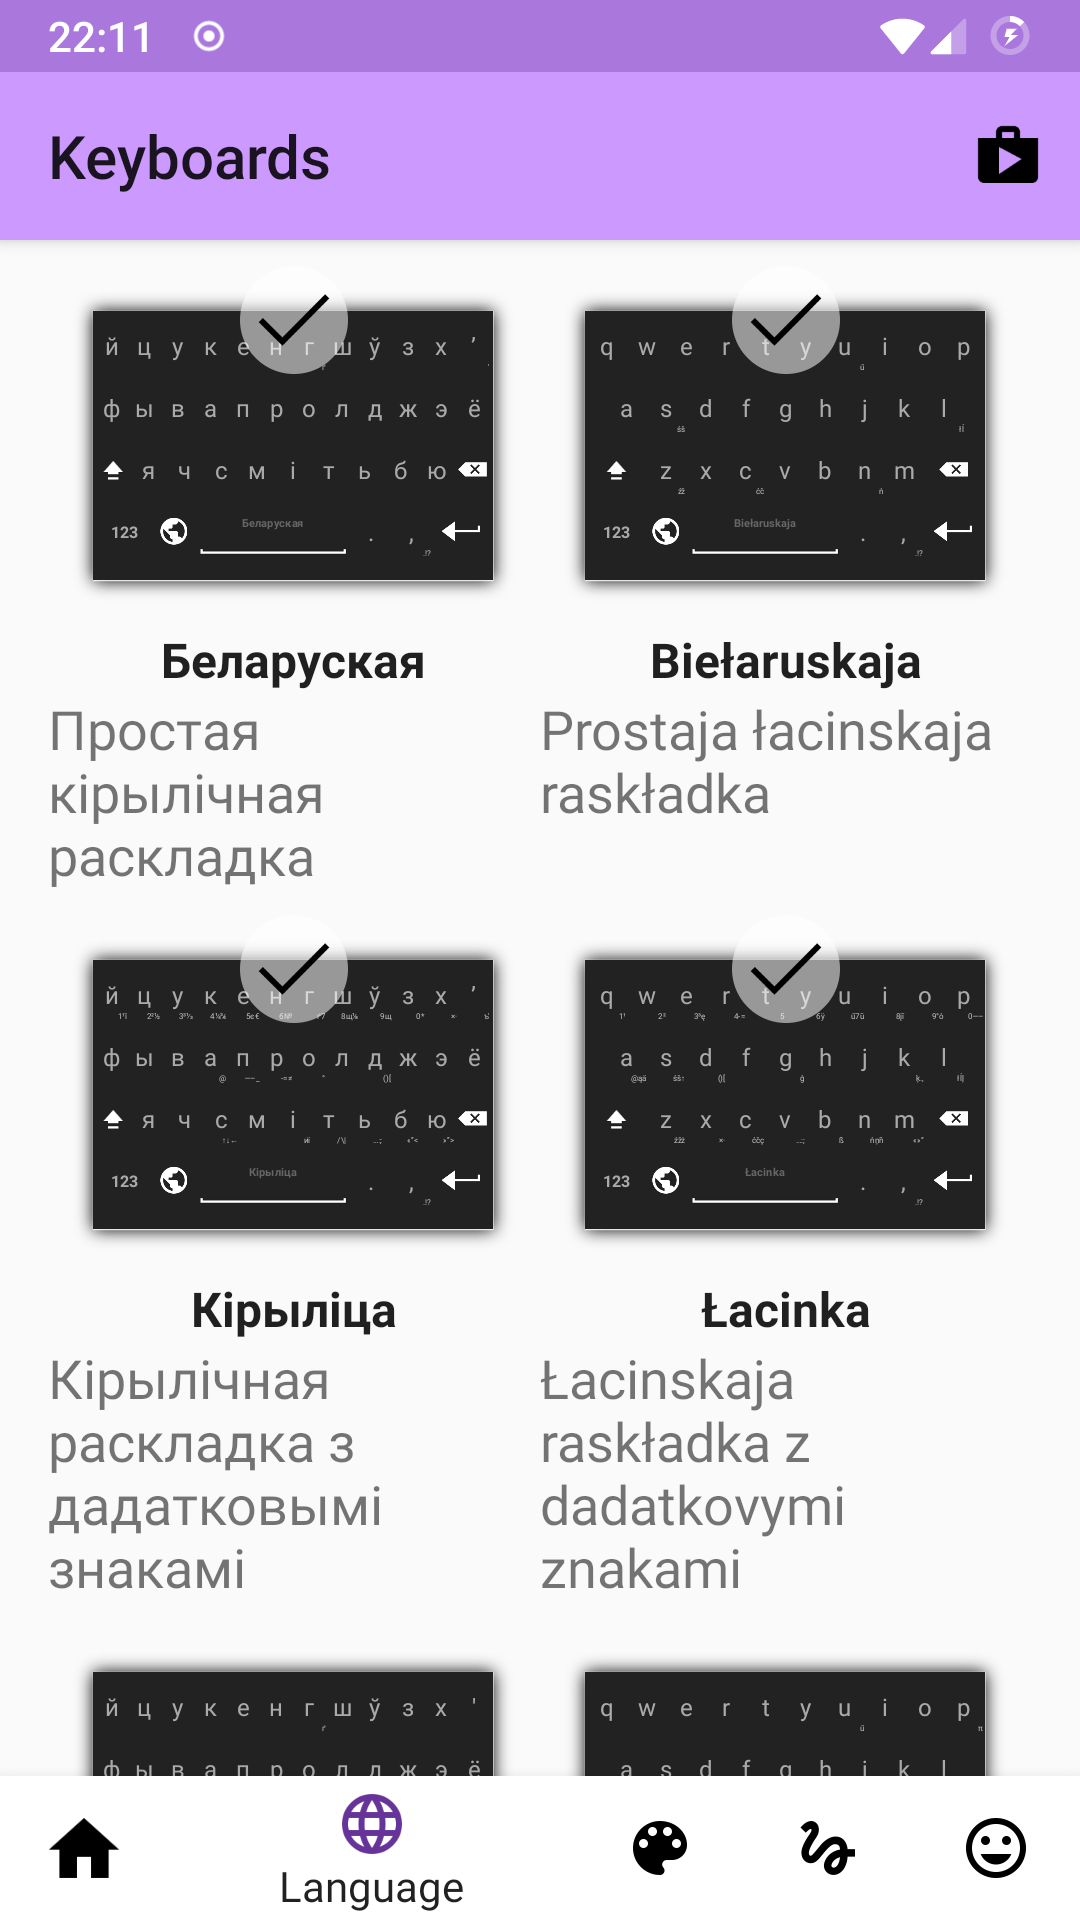 22:11
Keyboards
й ц у к е н г ш ў з х ’
ф ы в а п р о л д ж э ё
я ч с м і т ь б ю
123 Беларуская . ,
q w e r t y u i o p
a s d f g h j k l
z x c v b n m
123 Biełaruskaja . ,
Беларуская
Простая
кірылічная
раскладка
Biełaruskaja
Prostaja łacinskaja
raskładka
й ц у к е н г ш ў з х ’
ф ы в а п р о л д ж э ё
я ч с м і т ь б ю
123 Кірыліца . ,
q w e r t y u i o p
a s d f g h j k l
z x c v b n m
123 Łacinka . ,
Кірыліца
Кірылічная
раскладка з
дадатковымі
знакамі
Łacinka
Łacinskaja
raskładka z
dadatkovymi
znakami
й ц у к е н г ш ў з х '
ф ы в а п р о л д ж э ё
q w e r t y u i o p
a s d f g h j k l
Language